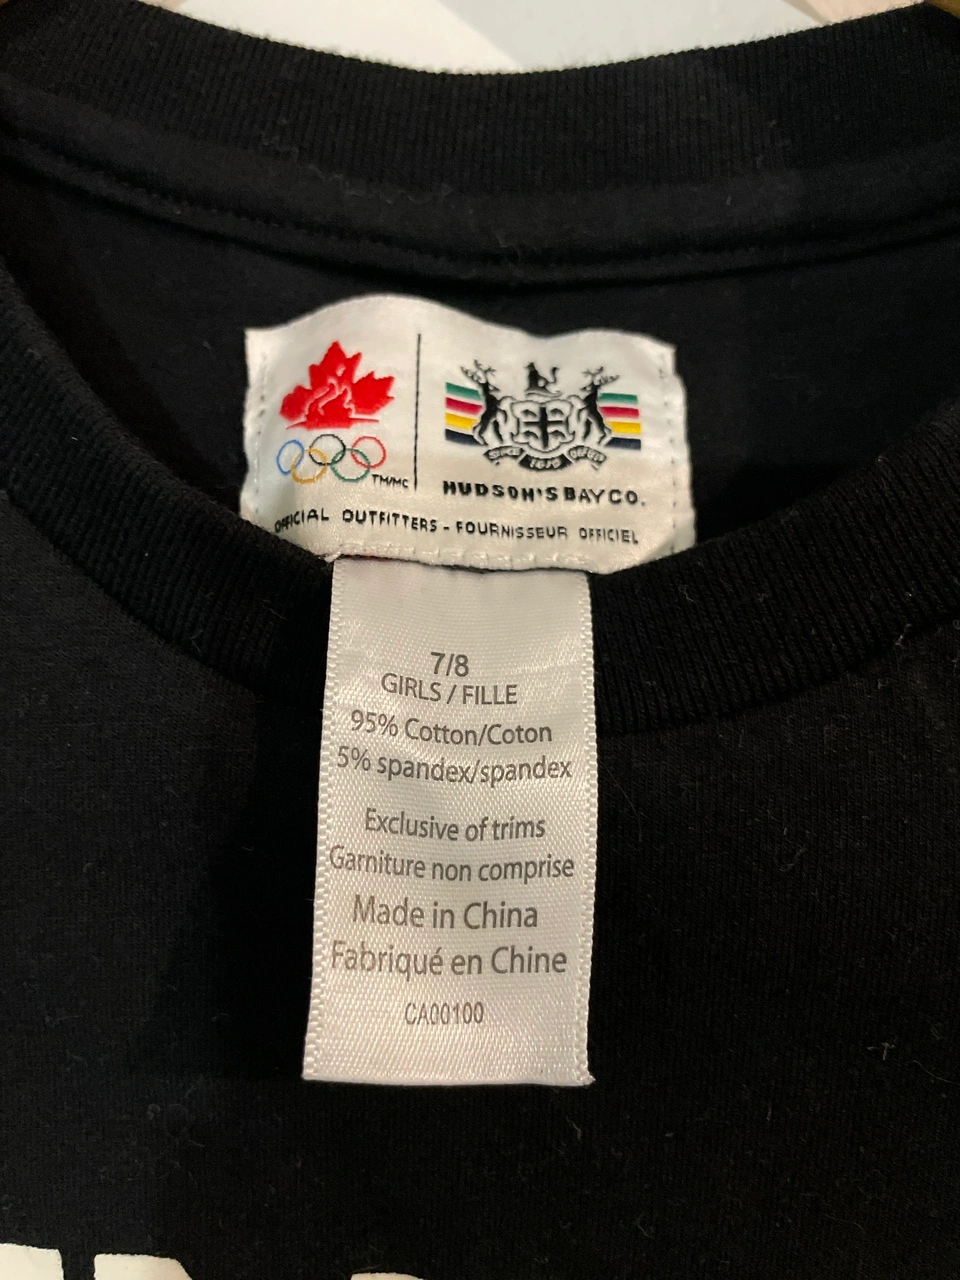 TM/MC
HUDSON'S BAY CO.
OFFICIAL OUTFITTERS - FOURNISSEUR OFFICIEL
7/8
GIRLS / FILLE
95% Cotton/Coton
5% spandex/spandex
Exclusive of trims
Garniture non comprise
Made in China
Fabriqué en Chine
CA00100